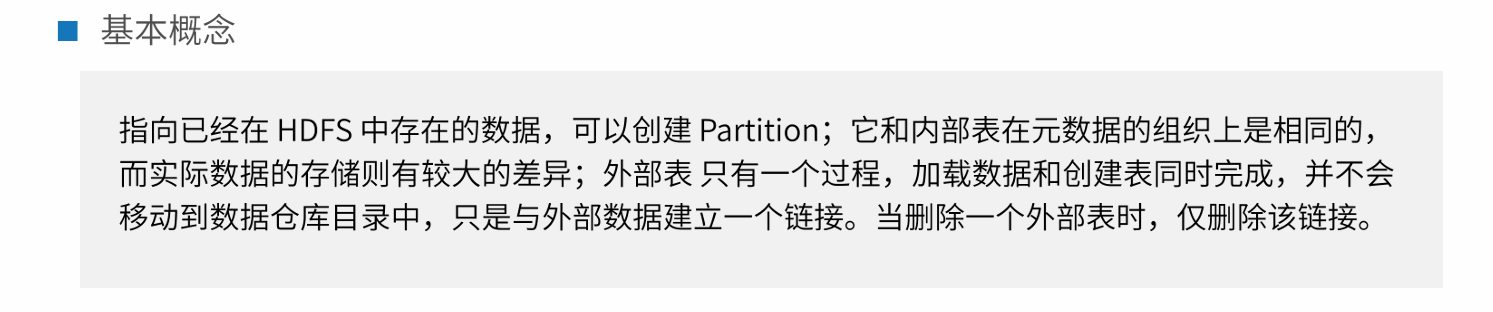 基本概念
指向已经在 HDFS 中存在的数据，可以创建 Partition；它和内部表在元数据的组织上是相同的，
而实际数据的存储则有较大的差异；外部表 只有一个过程，加载数据和创建表同时完成，并不会
移动到数据仓库目录中，只是与外部数据建立一个链接。当删除一个外部表时，仅删除该链接。